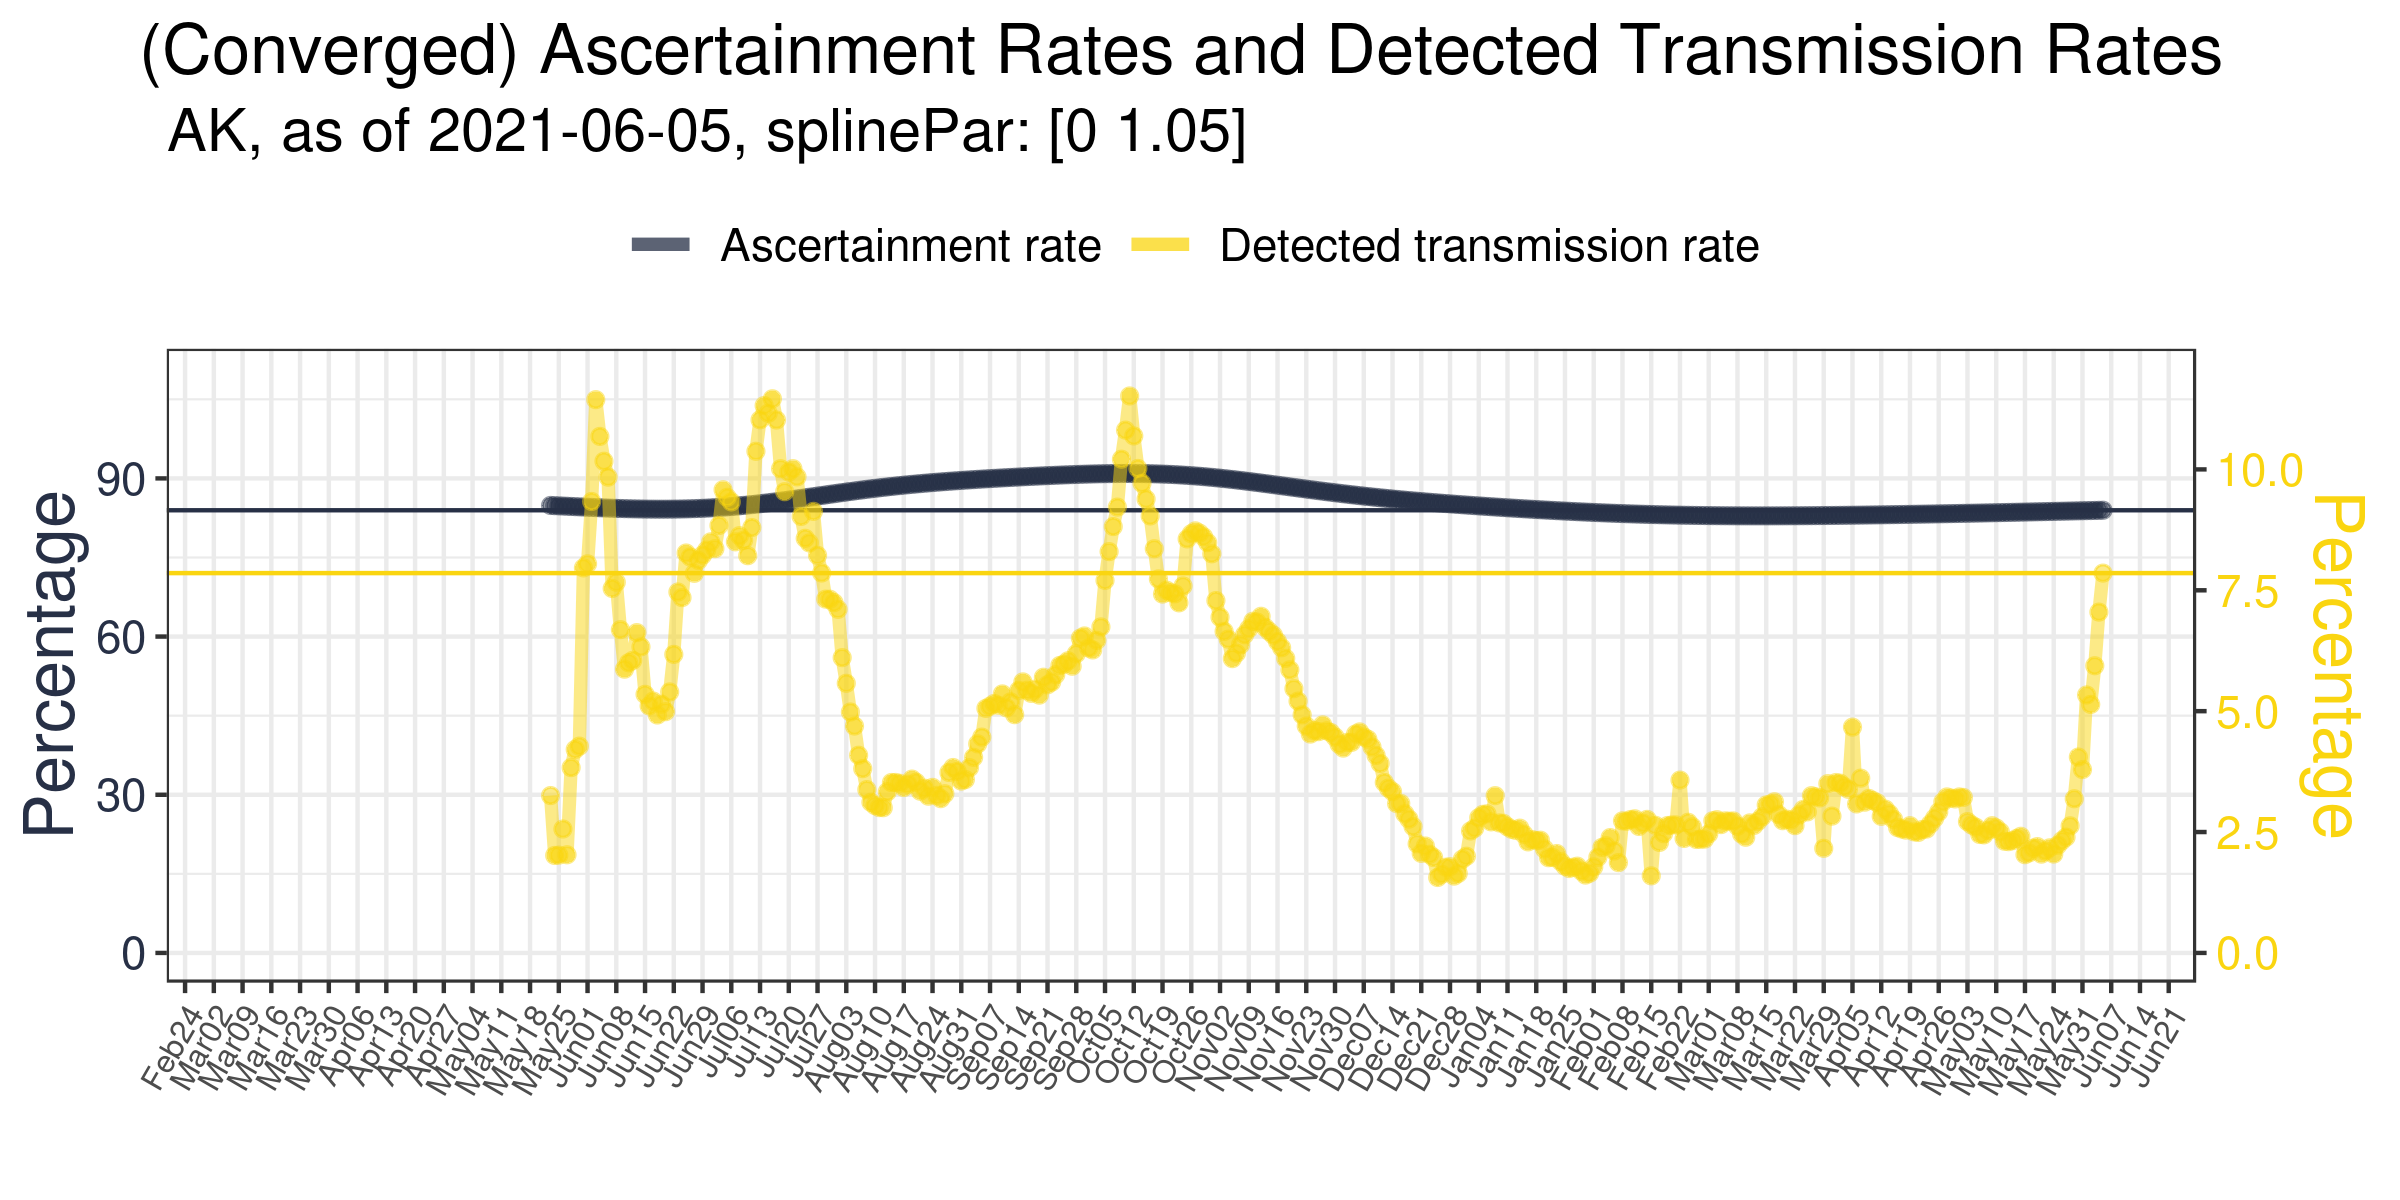 (Converged) Ascertainment Rates and Detected Transmission Rates
AK, as of 2021-06-05, splinePar: [0 1.05]
Ascertainment rate
Detected transmission rate
Percentage
90
60
30
0
10.0
7.5
5.0
2.5
0.0
Percentage
Feb24
Mar02
Mar09
Mar16
Mar23
Mar30
Apr06
Apr13
Apr20
Apr27
May04
May11
May18
May25
Jun01
Jun08
Jun15
Jun22
Jun29
Jul06
Jul13
Jul20
Jul27
Aug03
Aug10
Aug17
Aug24
Aug31
Sep07
Sep14
Sep21
Sep28
Oct05
Oct12
Oct19
Oct26
Nov02
Nov09
Nov16
Nov23
Nov30
Dec07
Dec14
Dec21
Dec28
Jan04
Jan11
Jan18
Jan25
Feb01
Feb08
Feb15
Feb22
Mar01
Mar08
Mar15
Mar22
Mar29
Apr05
Apr12
Apr19
Apr26
May03
May10
May17
May24
May31
Jun07
Jun14
Jun21